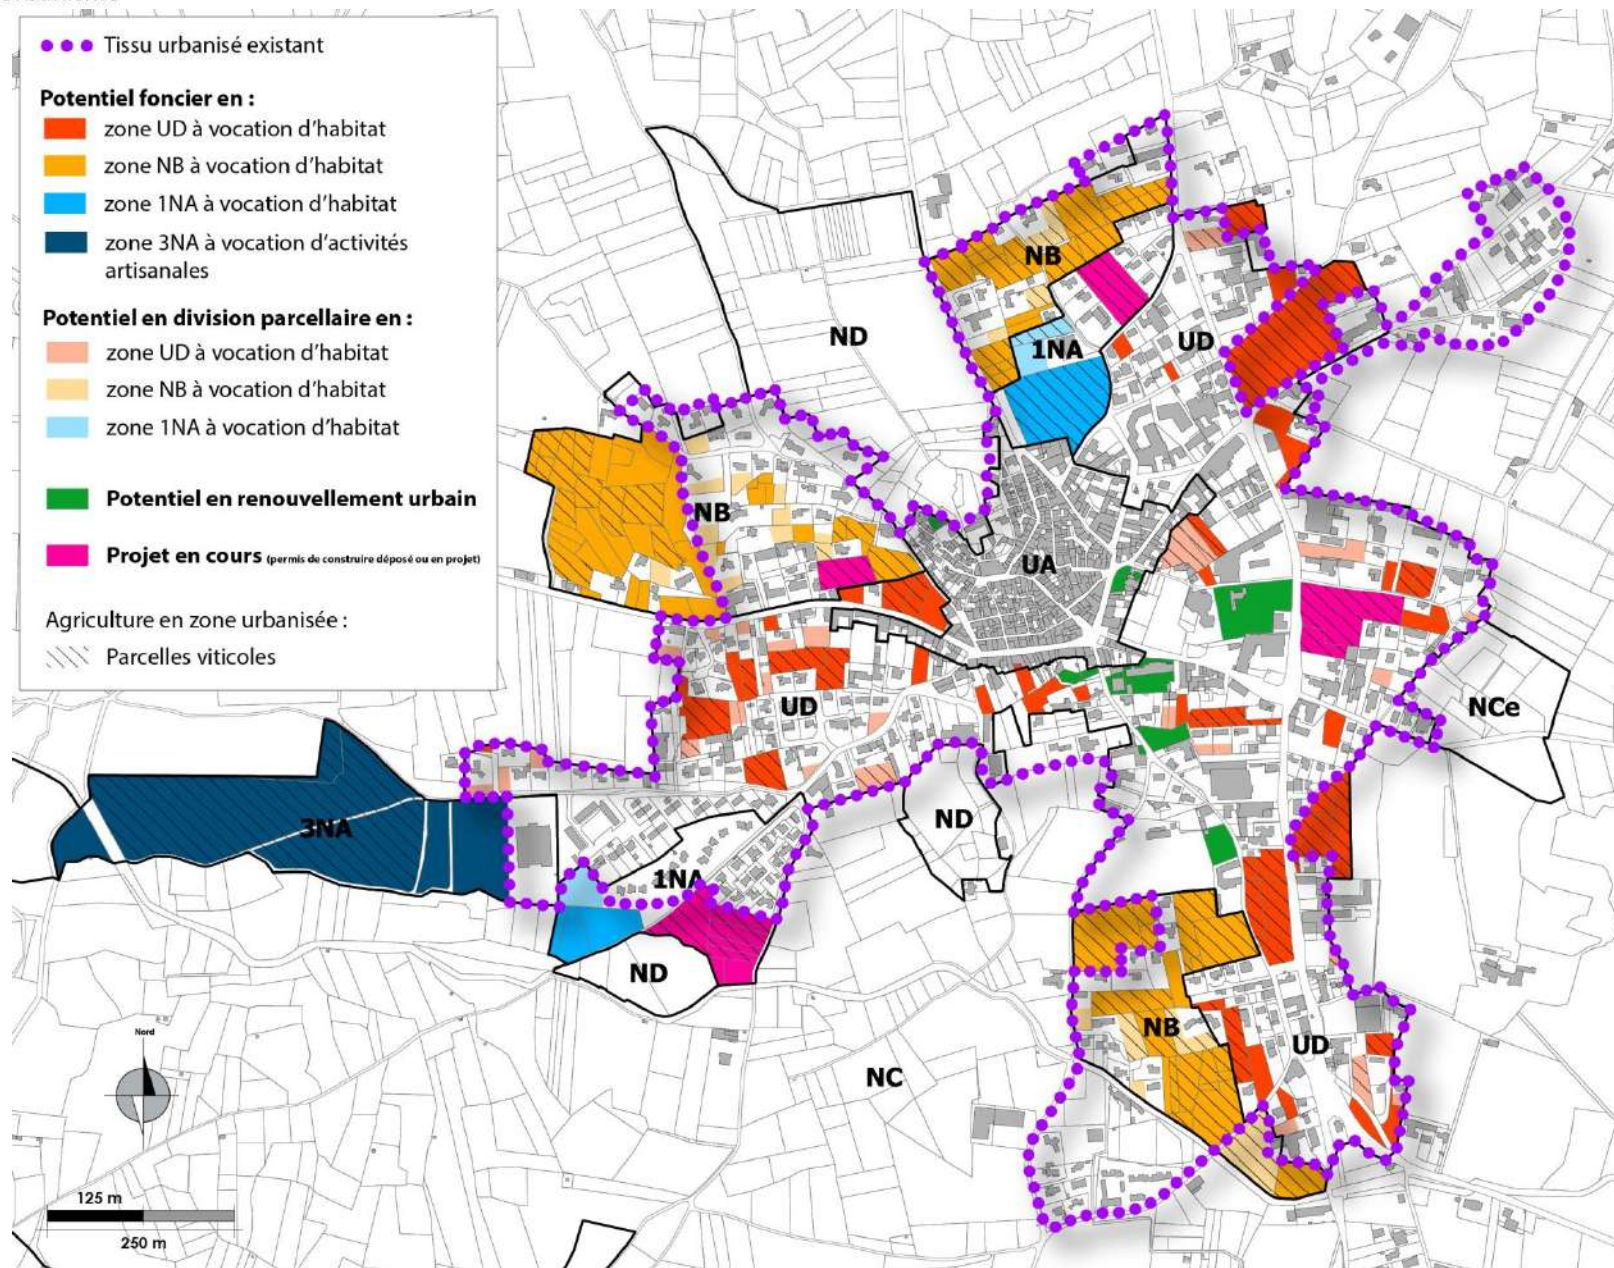 Tissu urbanisé existant
Potentiel foncier en :
zone UD à vocation d'habitat
zone NB à vocation d'habitat
zone 1NA à vocation d'habitat
zone 3NA à vocation d'activités
artisanales
Potentiel en division parcellaire en :
zone UD à vocation d'habitat
zone NB à vocation d'habitat
zone 1NA à vocation d'habitat
Potentiel en renouvellement urbain
Projet en cours (permis de construire déposé ou en projet)
Agriculture en zone urbanisée :
Parcelles viticoles
NB
ND
1NA
UD
NB
UA
UD
NCe
3NA
ND
1NA
ND
NB
UD
NC
Nord
125 m
250 m